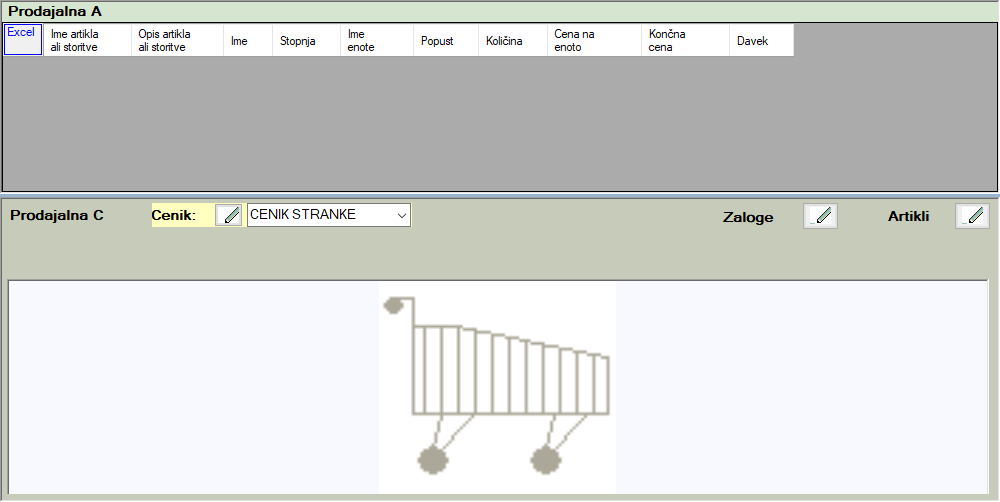 Prodajalna A
Excel
Ime artikla
ali storitve
Opis artikla
ali storitve
Ime
Stopnja
Ime
enote
Popust
Količina
Cena na
enoto
Končna
cena
Davek
Prodajalna C
Cenik:
CENIK STRANKE
Zaloge
Artikli